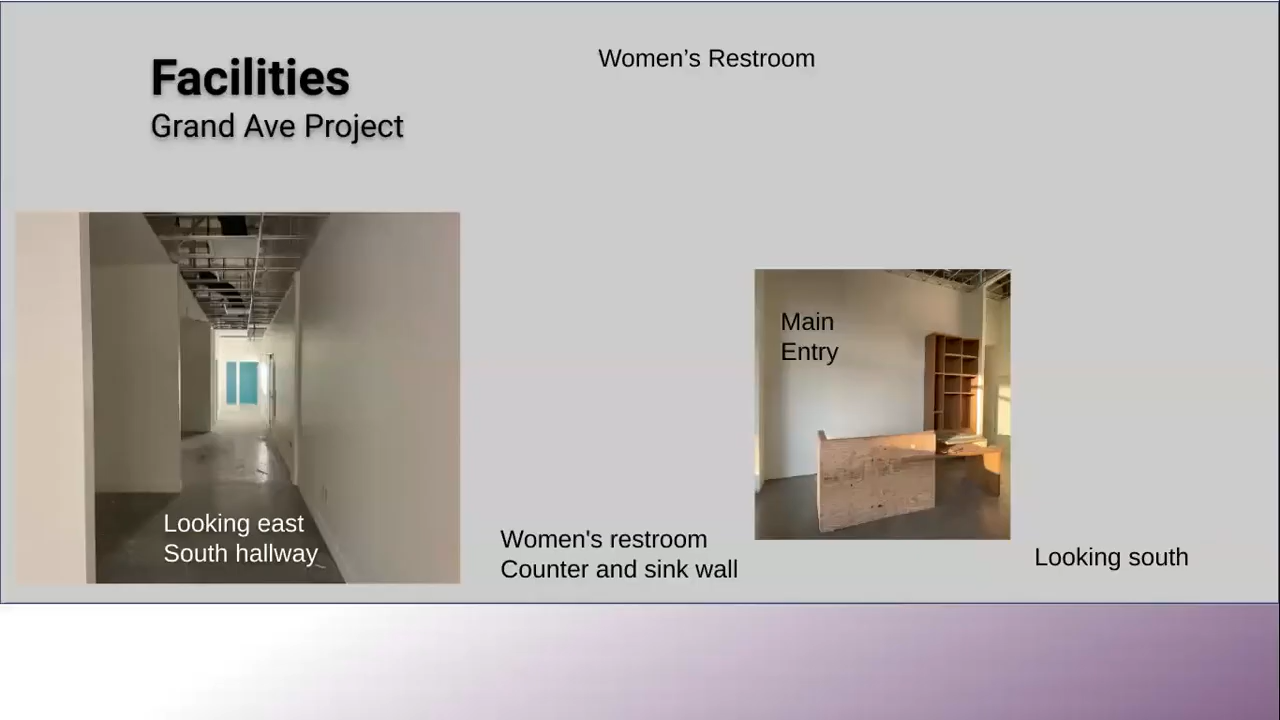 Facilities
Grand Ave Project
Women’s Restroom
Main
Entry
Looking east
South hallway
Women's restroom
Counter and sink wall
Looking south